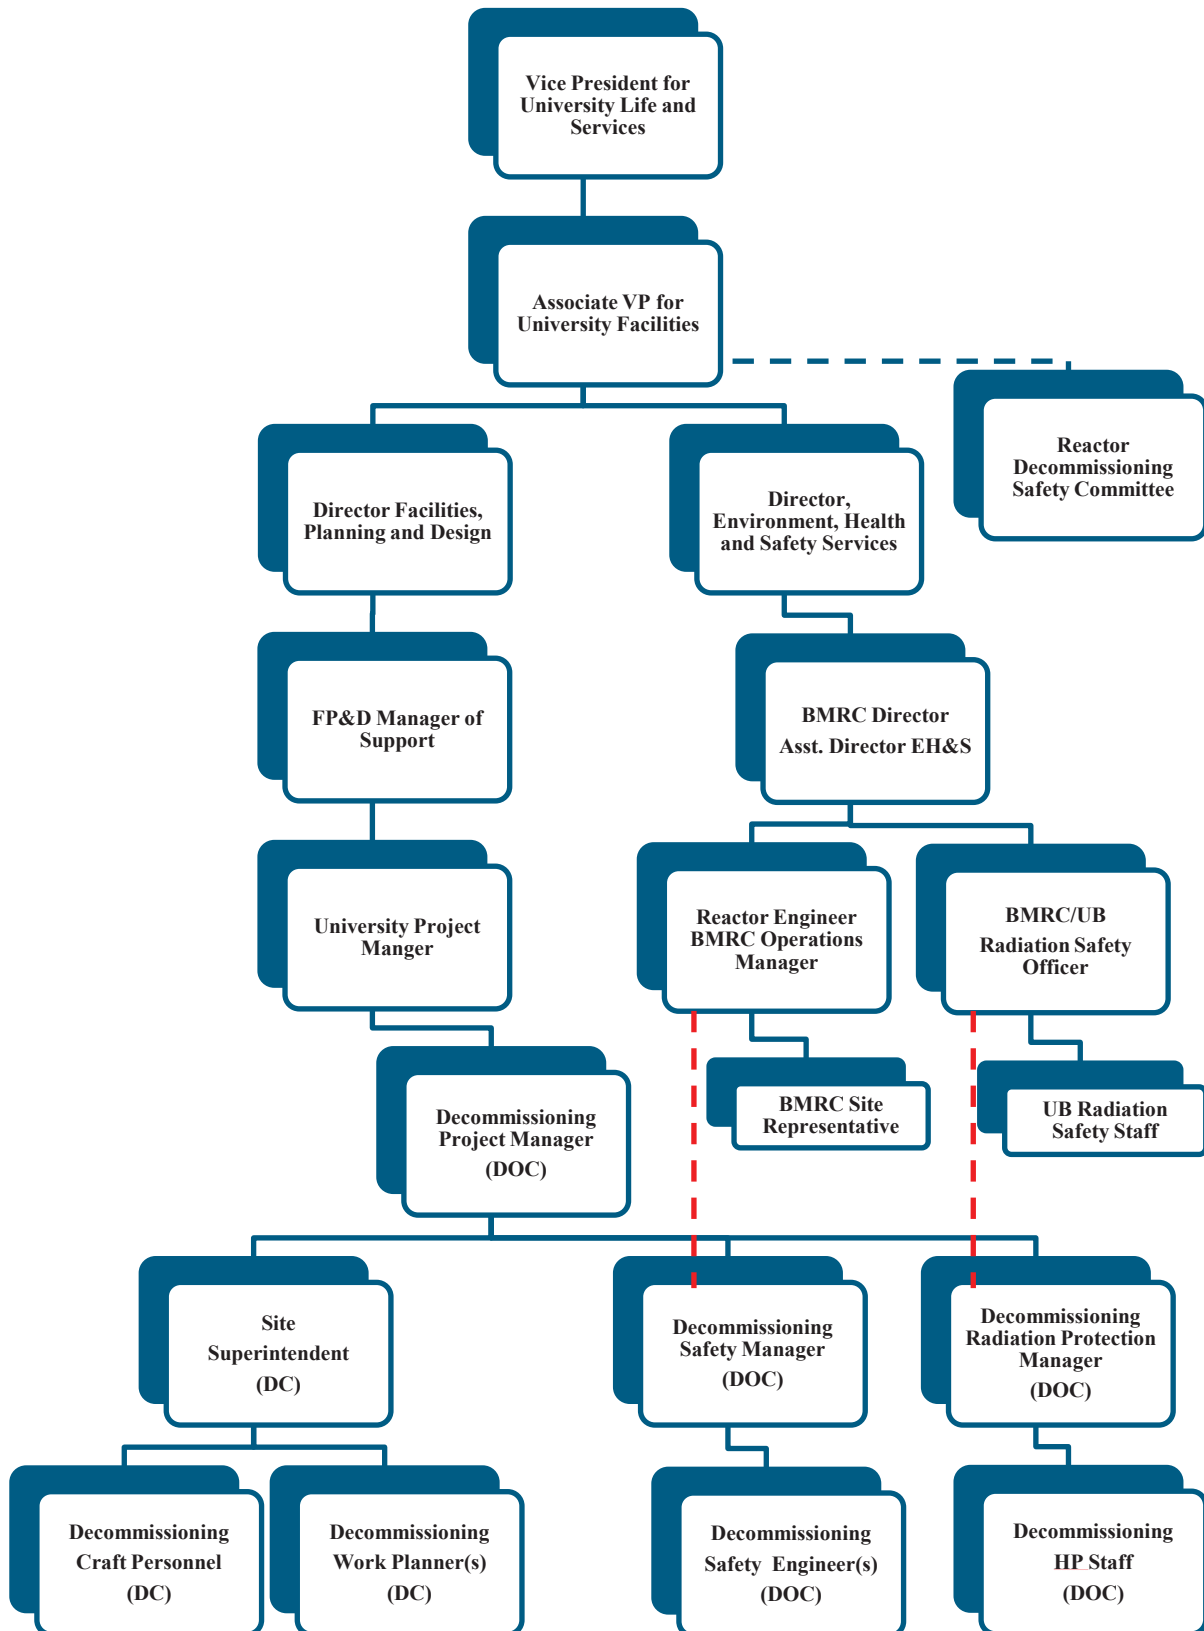 Vice President for
University Life and
Services
Associate VP for
University Facilities
Reactor
Decommissioning
Safety Committee
Director Facilities,
Planning and Design
Director,
Environment, Health
and Safety Services
FP&D Manager of
Support
BMRC Director
Asst. Director EH&S
University Project
Manger
Reactor Engineer
BMRC Operations
Manager
BMRC/UB
Radiation Safety
Officer
BMRC Site
Representative
UB Radiation
Safety Staff
Decommissioning
Project Manager
(DOC)
Site
Superintendent
(DC)
Decommissioning
Safety Manager
(DOC)
Decommissioning
Radiation Protection
Manager
(DOC)
Decommissioning
Craft Personnel
(DC)
Decommissioning
Work Planner(s)
(DC)
Decommissioning
Safety Engineer(s)
(DOC)
Decommissioning
HP Staff
(DOC)